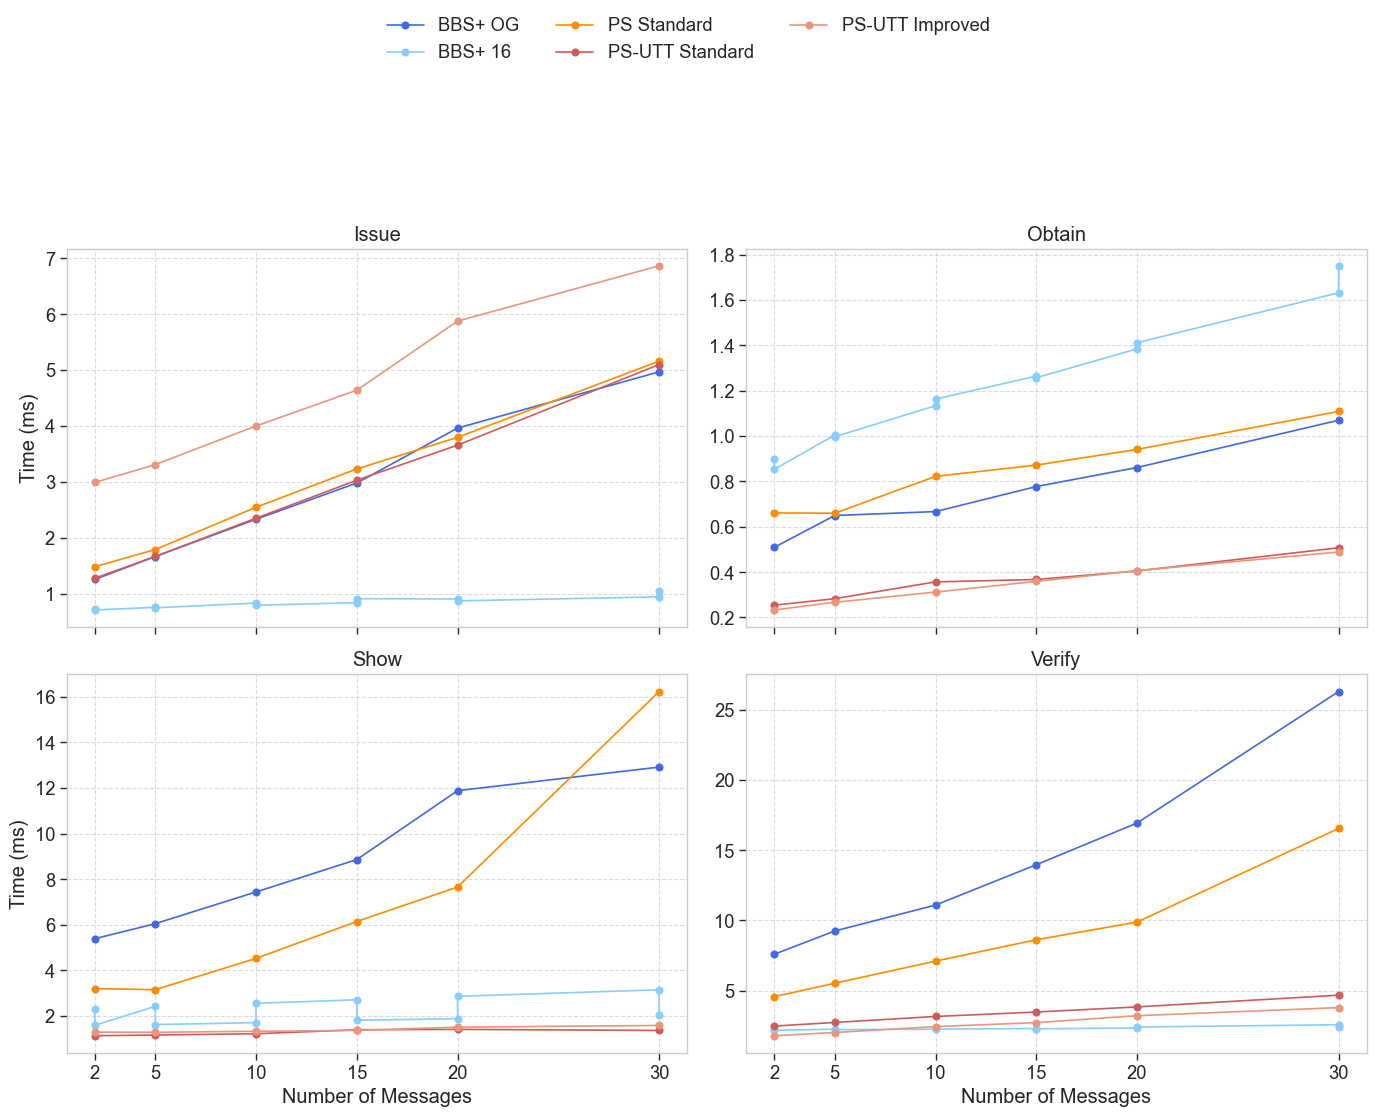 BBS+ OG PS Standard PS-UTT Improved
BBS+ 16 PS-UTT Standard
Issue
7
6
5
4
3
2
1
Time (ms)
Obtain
1.8
1.6
1.4
1.2
1.0
0.8
0.6
0.4
0.2
Show
16
14
12
10
8
6
4
2
Time (ms)
2 5 10 15 20 30
Number of Messages
Verify
25
20
15
10
5
2 5 10 15 20 30
Number of Messages